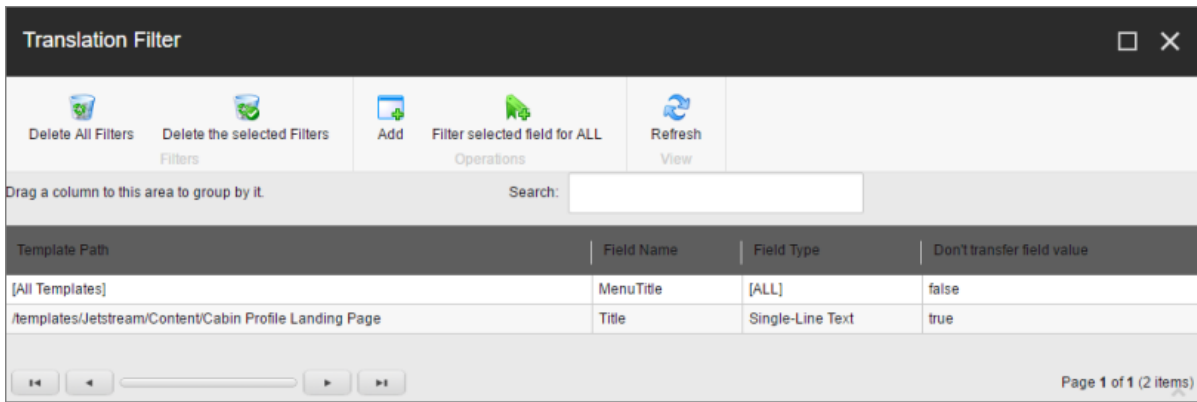 Translation Filter
Delete All Filters Delete the selected Filters Add Filter selected field for ALL Refresh
Filters Operations View
Drag a column to this area to group by it. Search:
Template Path Field Name Field Type Don't transfer field value
[All Templates] MenuTitle [ALL] false
/templates/Jetstream/Content/Cabin Profile Landing Page Title Single-Line Text true
Page 1 of 1 (2 items)